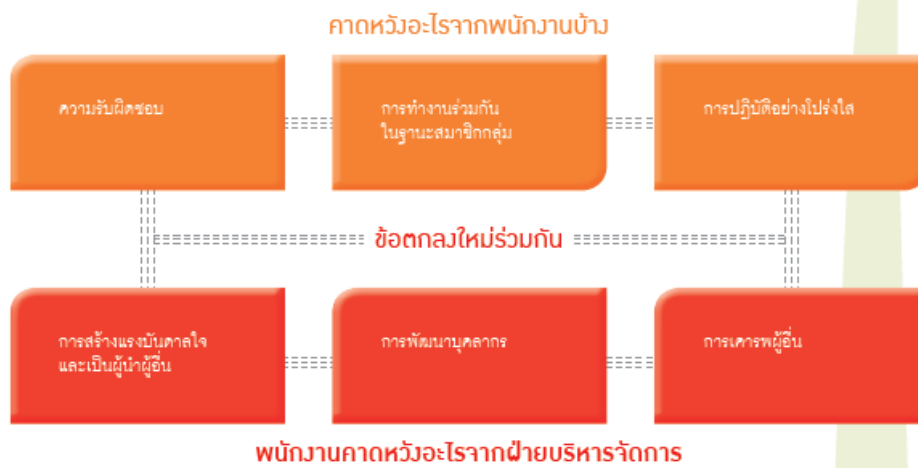 คาดหวังอะไรจากพนักงานบ้าง
ความรับผิดชอบ
การทำงานร่วมกัน
ในฐานะสมาชิกกลุ่ม
การปฏิบัติอย่างโปร่งใส
ข้อตกลงใหม่ร่วมกัน
การสร้างแรงบันดาลใจ
และเป็นผู้นำผู้อื่น
การพัฒนาบุคลากร
การเคารพผู้อื่น
พนักงานคาดหวังอะไรจากฝ่ายบริหารจัดการ